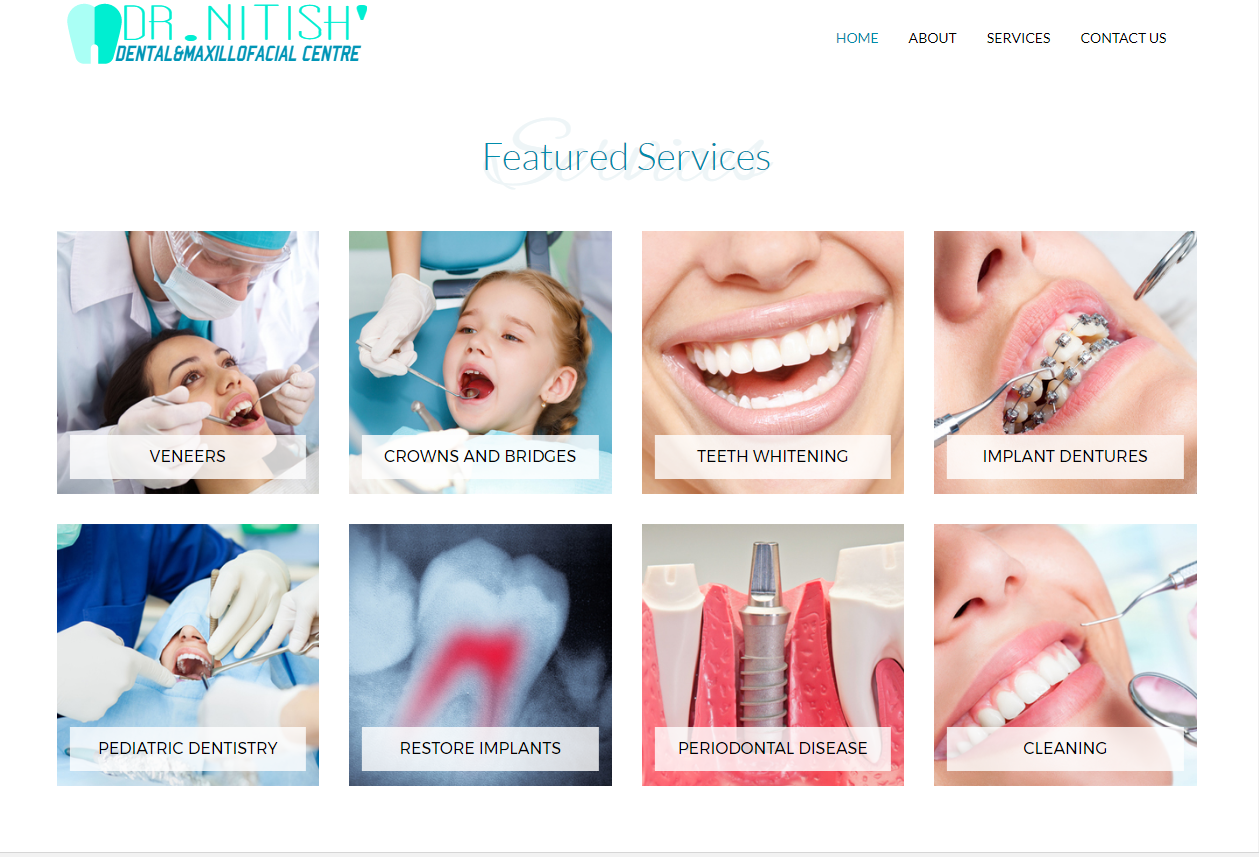 DR.NITISH'
DENTAL&MAXILLOFACIAL CENTRE
HOME ABOUT SERVICES CONTACT US
Services
Featured Services
VENEERS
CROWNS AND BRIDGES
TEETH WHITENING
IMPLANT DENTURES
PEDIATRIC DENTISTRY
RESTORE IMPLANTS
PERIODONTAL DISEASE
CLEANING